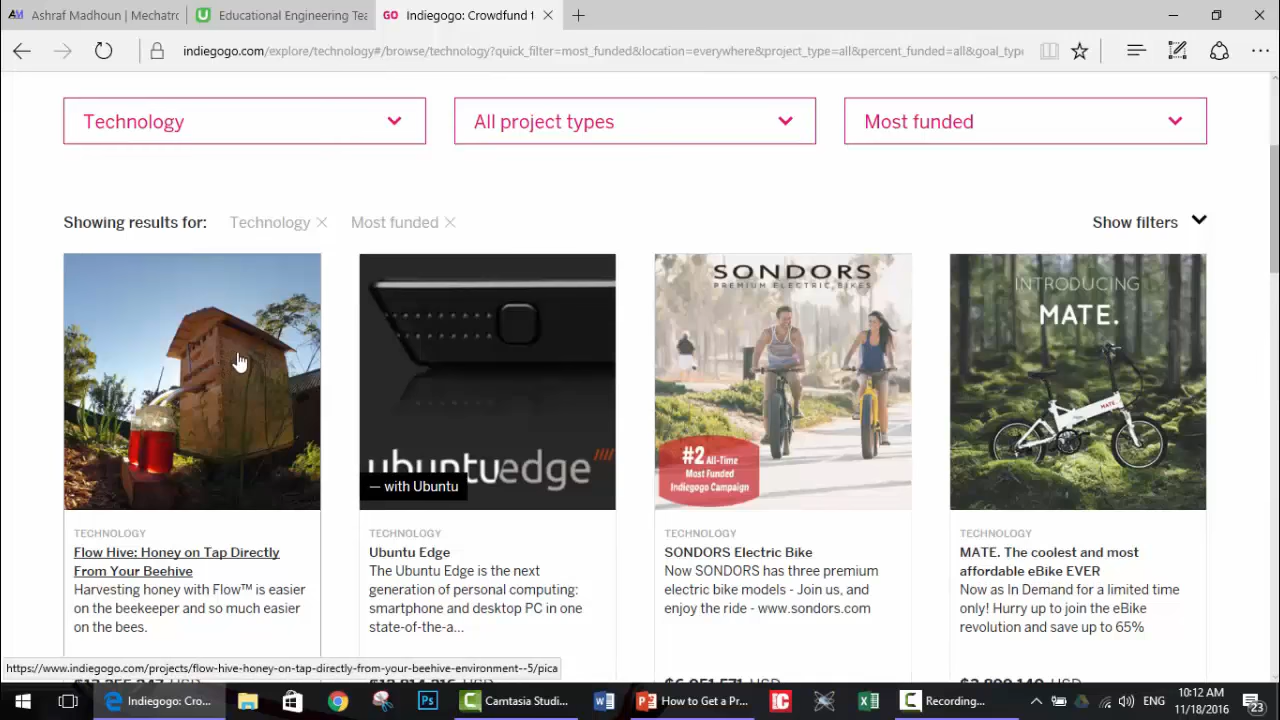 Ashraf Madhoun | Mechatro
Educational Engineering Tea
GO Indiegogo: Crowdfund t
indiegogo.com/explore/technology#/browse/technology?quick_filter=most_funded&location=everywhere&project_type=all&percent_funded=all&goal_type
Technology
All project types
Most funded
Showing results for: Technology Most funded
Show filters
ubuntuedge
— with Ubuntu
SONDORS
PREMIUM ELECTRIC BIKES
#2 All-Time
Most Funded
Indiegogo Campaign
INTRODUCING
MATE.
MATE.
TECHNOLOGY
Flow Hive: Honey on Tap Directly
From Your Beehive
Harvesting honey with Flow™ is easier
on the beekeeper and so much easier
on the bees.
TECHNOLOGY
Ubuntu Edge
The Ubuntu Edge is the next
generation of personal computing:
smartphone and desktop PC in one
state-of-the-a...
TECHNOLOGY
SONDORS Electric Bike
Now SONDORS has three premium
electric bike models - Join us, and
enjoy the ride - www.sondors.com
TECHNOLOGY
MATE. The coolest and most
affordable eBike EVER
Now as In Demand for a limited time
only! Hurry up to join the eBike
revolution and save up to 65%
https://www.indiegogo.com/projects/flow-hive-honey-on-tap-directly-from-your-beehive-environment--5/pica
Indiegogo: Cro...
Ps
Camtasia Studi...
How to Get a Pr...
IC
Recording...
ENG
10:12 AM
11/18/2016
23